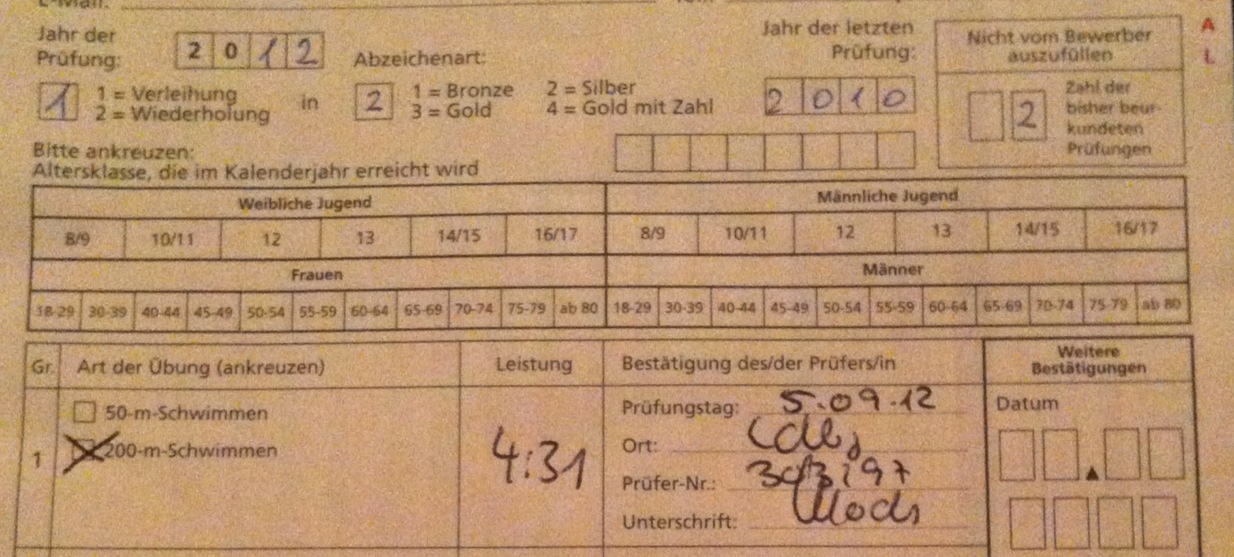 E-Mail:
Jahr der Prüfung: 2 0 1 2
Abzeichenart:
Jahr der letzten Prüfung:
Nicht vom Bewerber auszufüllen
A
L
1 1 = Verleihung
2 = Wiederholung
in 2 1 = Bronze 2 = Silber
3 = Gold 4 = Gold mit Zahl
2 0 1 0
2 Zahl der
bisher beur-
kundeten
Prüfungen
Bitte ankreuzen:
Altersklasse, die im Kalenderjahr erreicht wird
Weibliche Jugend Männliche Jugend
8/9 10/11 12 13 14/15 16/17 8/9 10/11 12 13 14/15 16/17
Frauen Männer
18-29 30-39 40-44 45-49 50-54 55-59 60-64 65-69 70-74 75-79 ab 80 18-29 30-39 40-44 45-49 50-54 55-59 60-64 65-69 70-74 75-79 ab 80
Gr. Art der Übung (ankreuzen) Leistung Bestätigung des/der Prüfers/in Weitere
Bestätigungen
50-m-Schwimmen Prüfungstag: 5.09.12 Datum
1 200-m-Schwimmen 4:31 Ort:
Prüfer-Nr.:
Unterschrift: